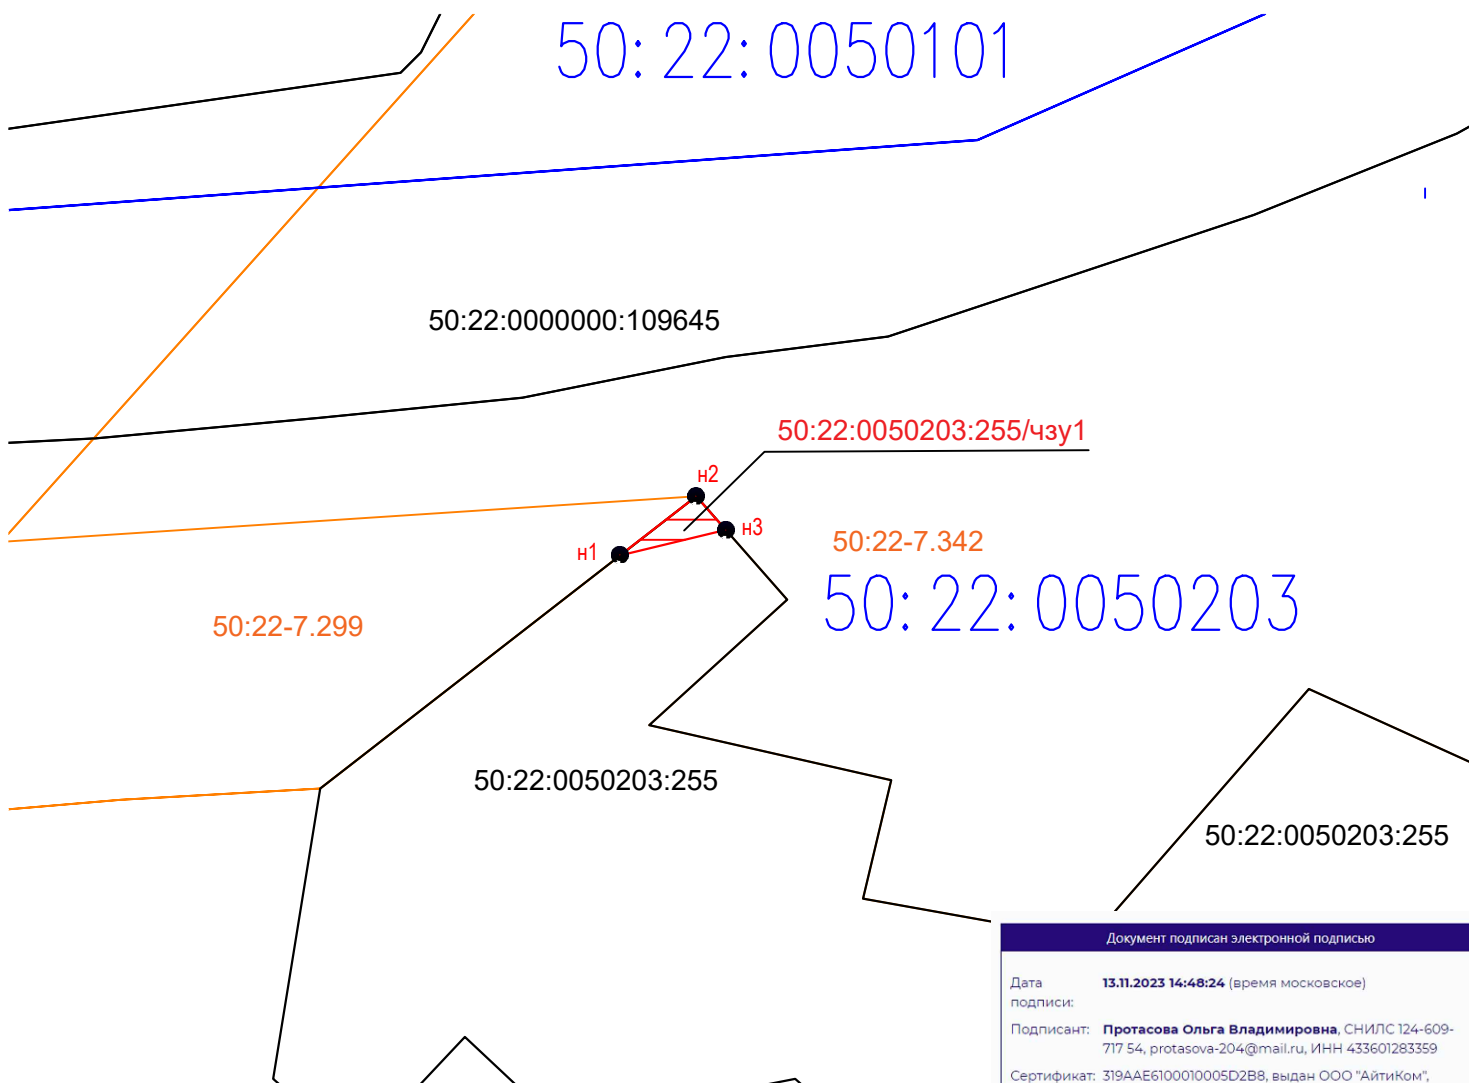 50:22:0050101
50:22:0000000:109645
50:22:0050203:255/чзу1
н2
н3
н1
50:22-7.342
50:22:0050203
50:22-7.299
50:22:0050203:255
50:22:0050203:255
Документ подписан электронной подписью
Дата подписи: 13.11.2023 14:48:24 (время московское)
Подписант: Протасова Ольга Владимировна, СНИЛС 124-609-
717 54, protasova-204@mail.ru, ИНН 433601283359
Сертификат: 319AAE6100010005D2B8, выдан ООО "АйтиКом",